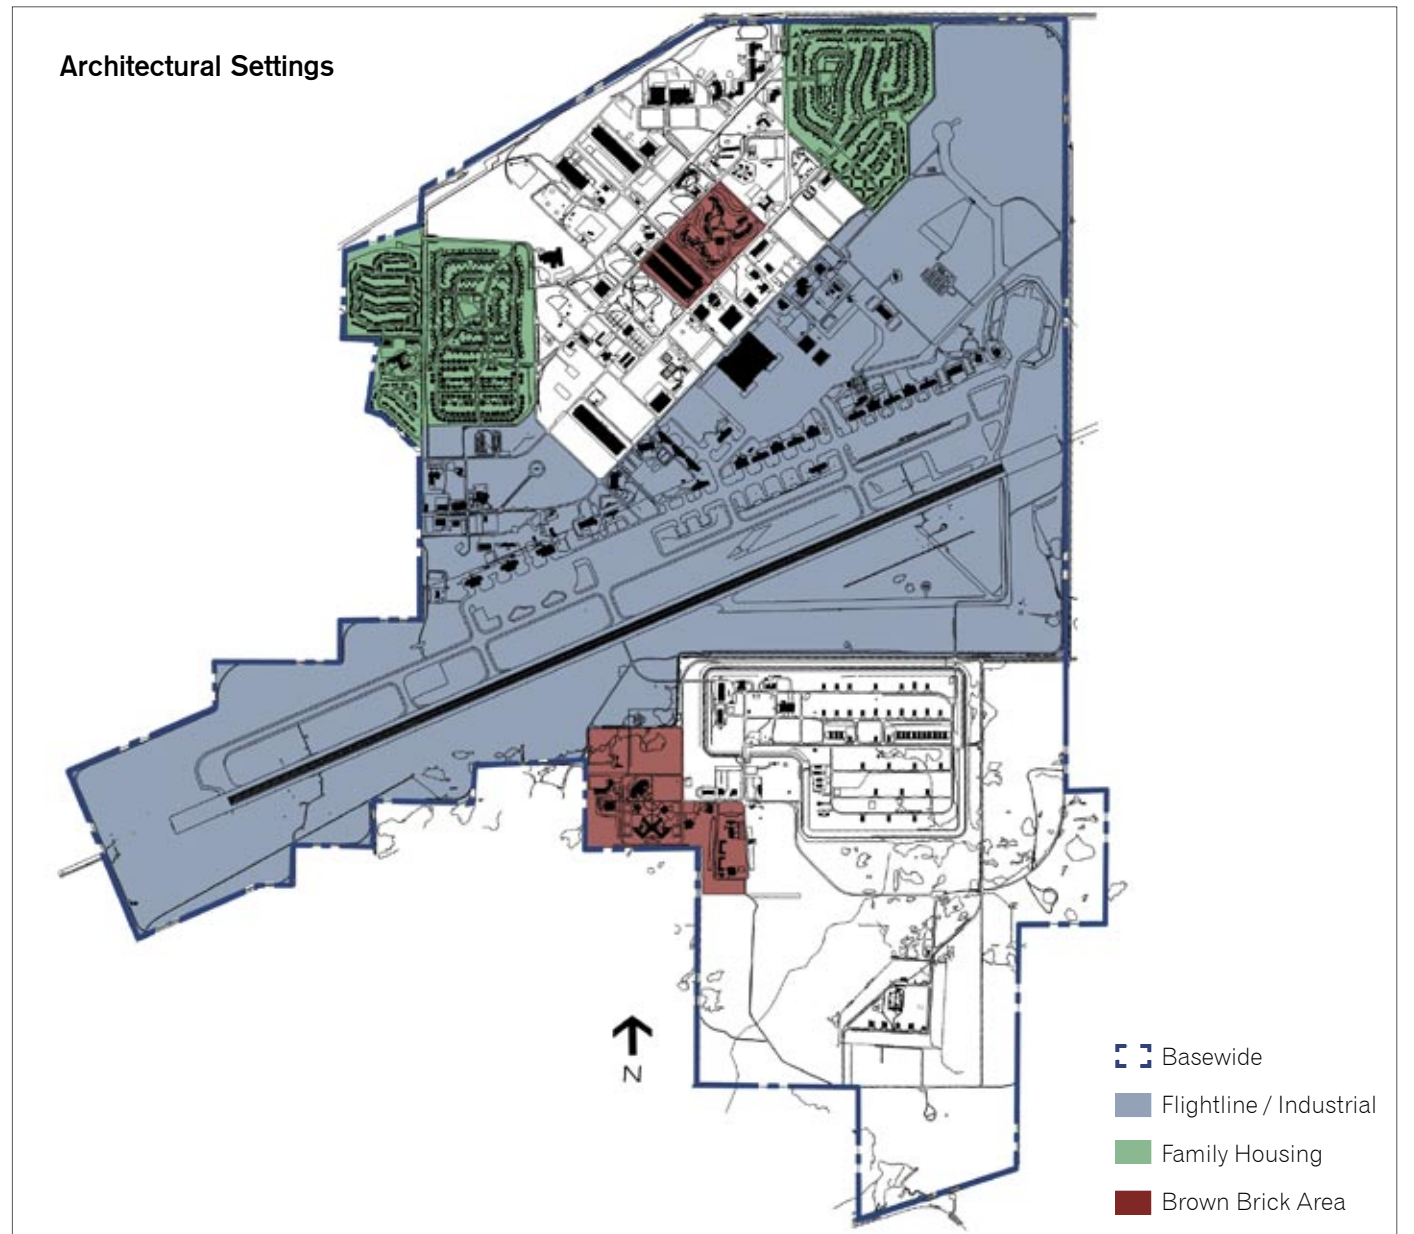 Architectural Settings
N
Basewide
Flightline / Industrial
Family Housing
Brown Brick Area